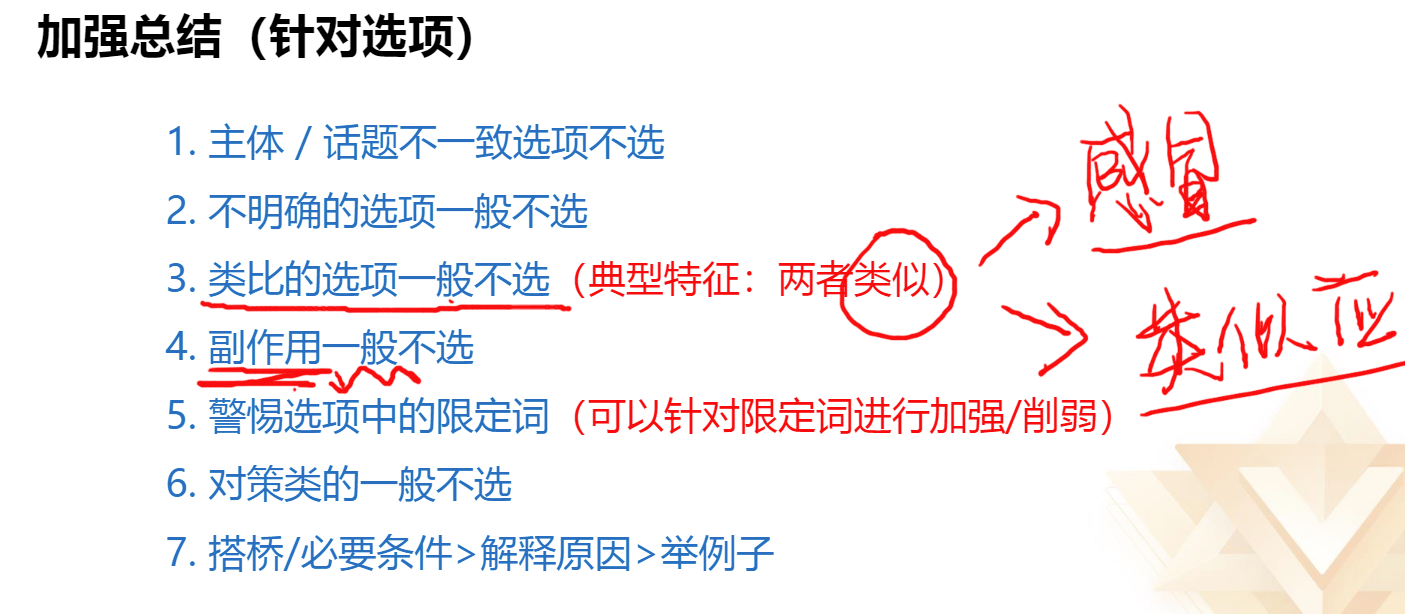 加强总结（针对选项）
1. 主体 / 话题不一致选项不选
2. 不明确的选项一般不选
3. 类比的选项一般不选（典型特征：两者类似）
4. 副作用一般不选
5. 警惕选项中的限定词（可以针对限定词进行加强/削弱）
6. 对策类的一般不选
7. 搭桥/必要条件>解释原因>举例子
感冒
类似